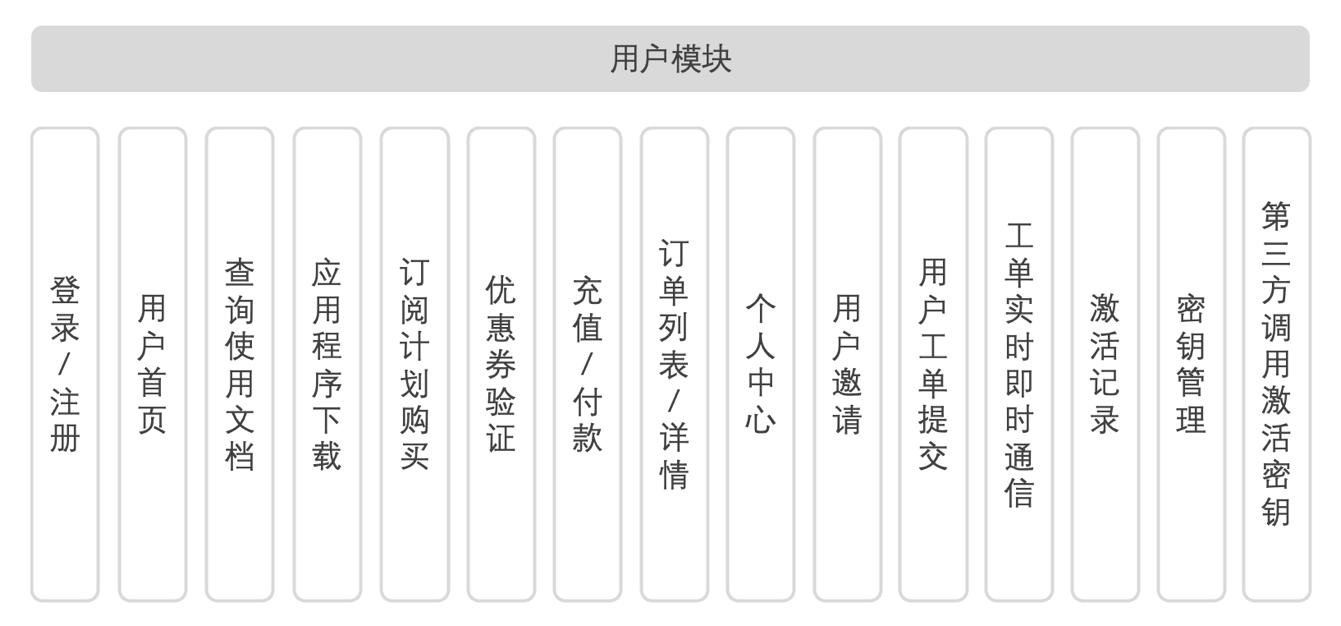 用户模块
登录/注册
用户首页
查询使用文档
应用程序下载
订阅计划购买
优惠券验证
充值/付款
订单列表/详情
个人中心
用户邀请
用户工单提交
工单实时即时通信
激活记录
密钥管理
第三方调用激活密钥